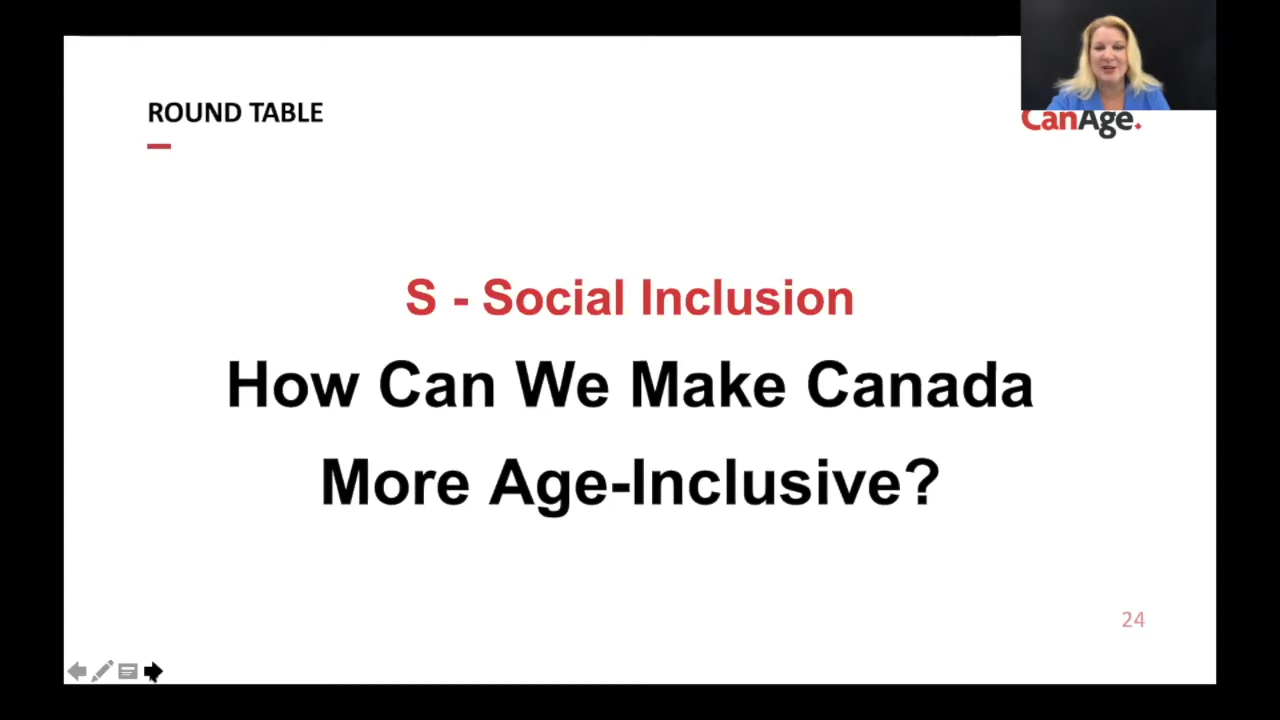 ROUND TABLE
CanAge.
S - Social Inclusion
How Can We Make Canada
More Age-Inclusive?
24